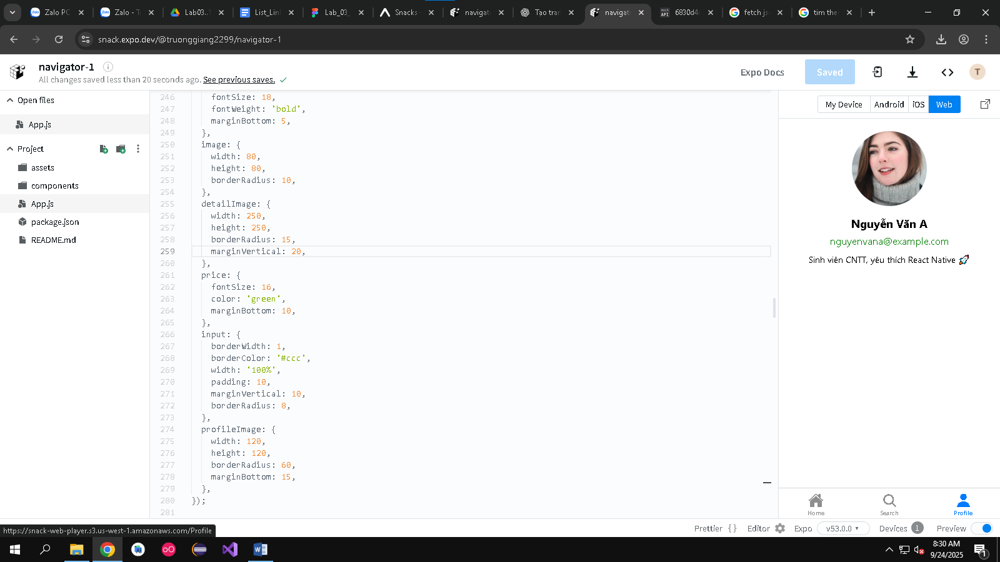 Zalo PC
Zalo - T
Lab03..1
List_Lin
Lab_03_
Snacks
navigat
Tạo tran
navigat
6830d4
fetch js
tim the
snack.expo.dev/@truonggiang2299/navigator-1
navigator-1
All changes saved less than 20 seconds ago. See previous saves.
Expo Docs
Saved
T
Open files
App.js
Project
assets
components
App.js
package.json
README.md
246 fontSize: 18,
247 fontWeight: 'bold',
248 marginBottom: 5,
249 },
250 image: {
251 width: 80,
252 height: 80,
253 borderRadius: 10,
254 },
255 detailImage: {
256 width: 250,
257 height: 250,
258 borderRadius: 15,
259 marginVertical: 20,
260 },
261 price: {
262 fontSize: 16,
263 color: 'green',
264 marginBottom: 10,
265 },
266 input: {
267 borderWidth: 1,
268 borderColor: '#ccc',
269 width: '100%',
270 padding: 10,
271 marginVertical: 10,
272 borderRadius: 8,
273 },
274 profileImage: {
275 width: 120,
276 height: 120,
277 borderRadius: 60,
278 marginBottom: 15,
279 },
280 });
281
My Device
Android
iOS
Web
Nguyễn Văn A
nguyenvana@example.com
Sinh viên CNTT, yêu thích React Native 🚀
Home
Search
Profile
https://snack-web-player.s3.us-west-1.amazonaws.com/Profile
Prettier { }
Editor
Expo
v53.0.0
Devices 1
Preview
8:30 AM
9/24/2025
1